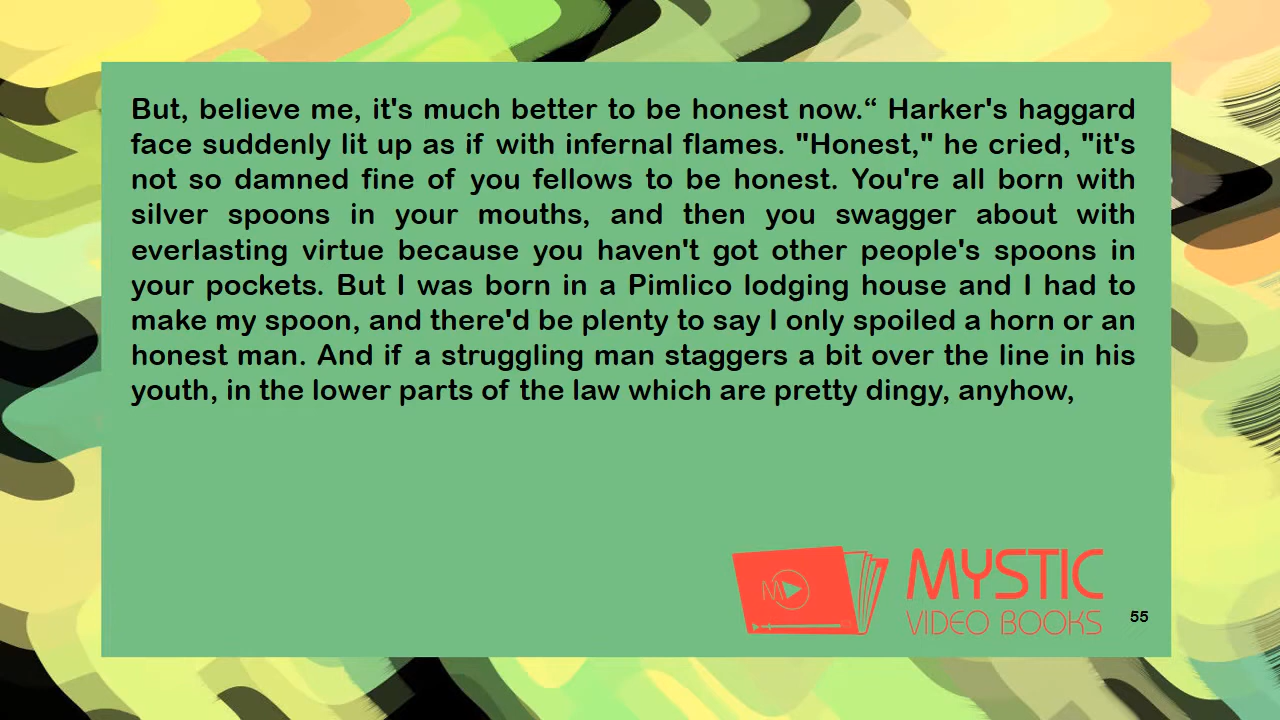 But, believe me, it's much better to be honest now.“ Harker's haggard
face suddenly lit up as if with infernal flames. "Honest," he cried, "it's
not so damned fine of you fellows to be honest. You're all born with
silver spoons in your mouths, and then you swagger about with
everlasting virtue because you haven't got other people's spoons in
your pockets. But I was born in a Pimlico lodging house and I had to
make my spoon, and there'd be plenty to say I only spoiled a horn or an
honest man. And if a struggling man staggers a bit over the line in his
youth, in the lower parts of the law which are pretty dingy, anyhow,
M
MYSTIC
VIDEO BOOKS
55